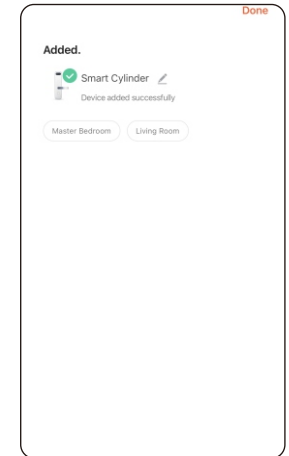 Done
Added.
Smart Cylinder
Device added successfully
Master Bedroom
Living Room